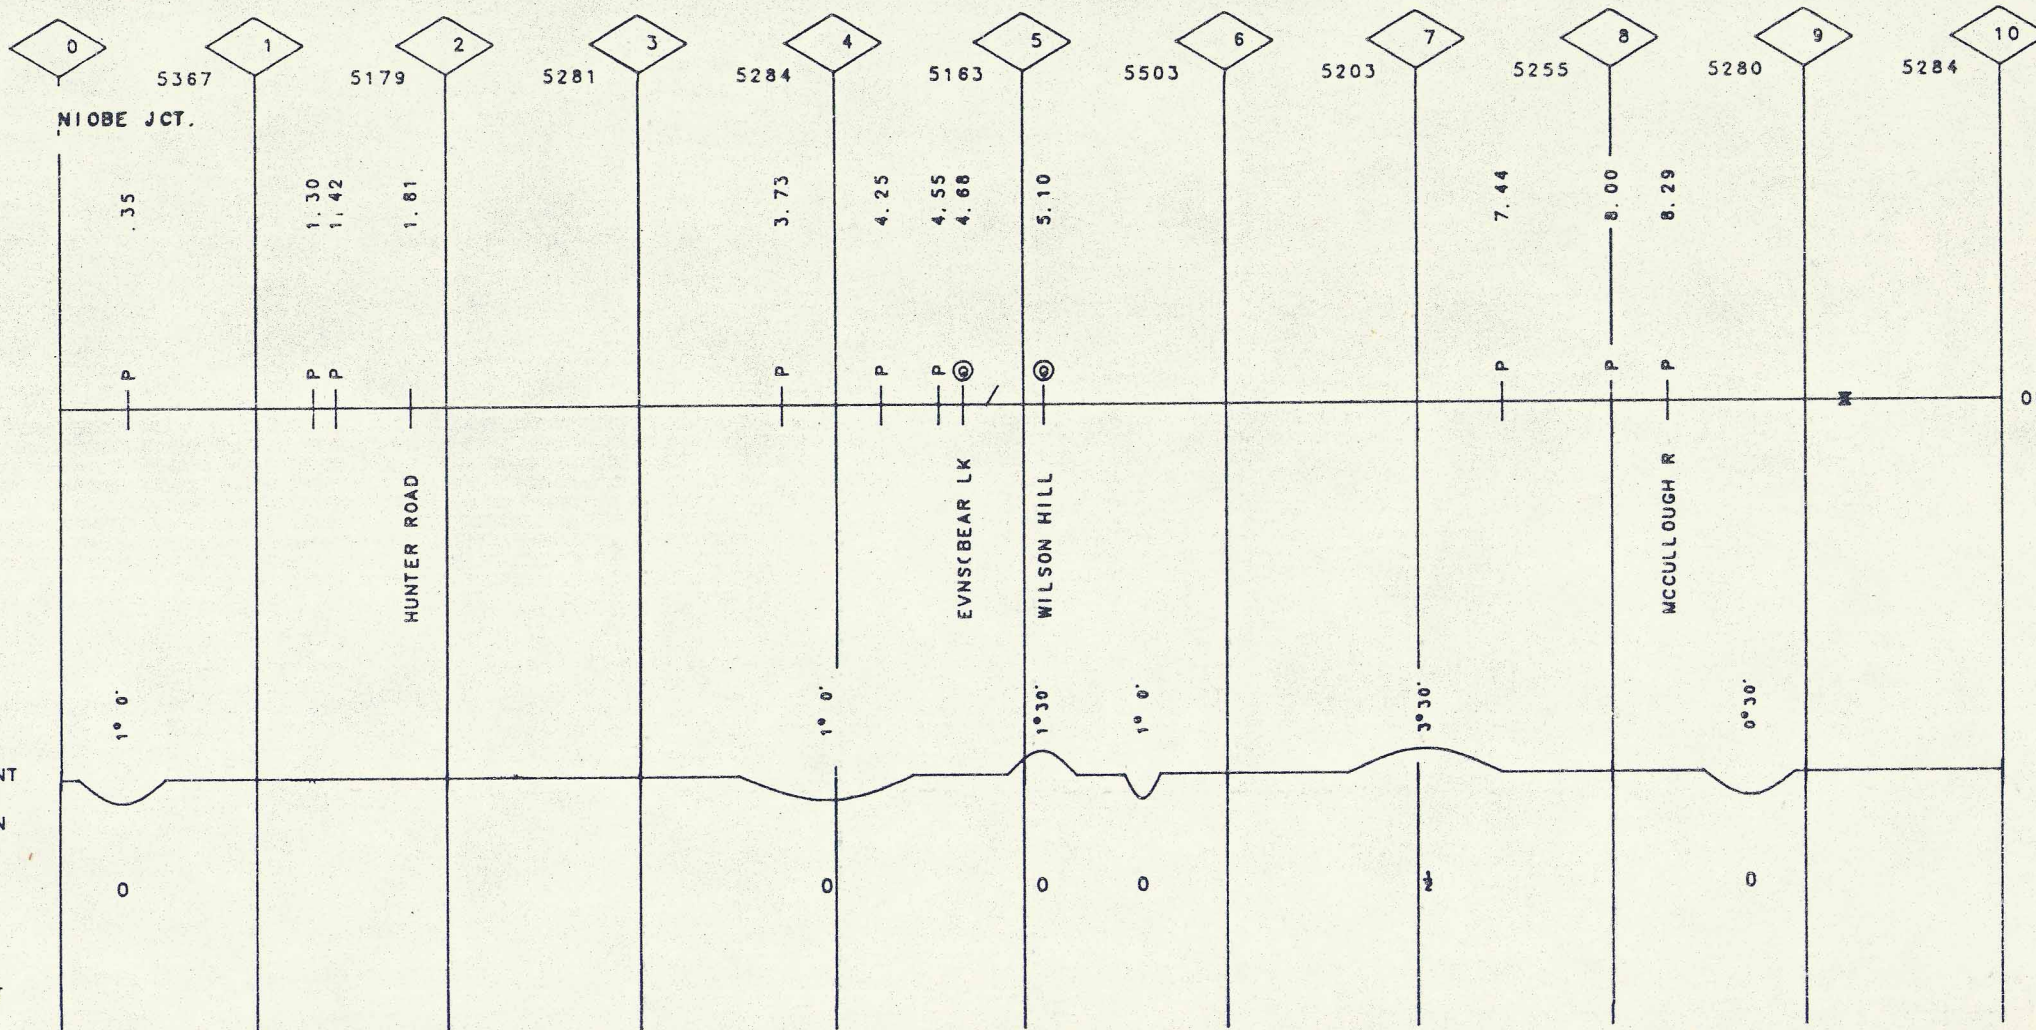 0 1 2 3 4 5 6 7 8 9 10
5367 5179 5281 5284 5163 5503 5203 5255 5280 5284
NIOBE JCT.
.35 1.30 1.42 1.81 3.73 4.25 4.55 4.68 5.10 7.44 8.00 8.29
P P P P P P P P P
0
HUNTER ROAD
EVNS(BEAR LK
WILSON HILL
MCCULLOUGH R
1° 0' 1° 0' 1°30' 1° 0' 3°30' 0°30'
NT
N
0 0 0 0 ½ 0